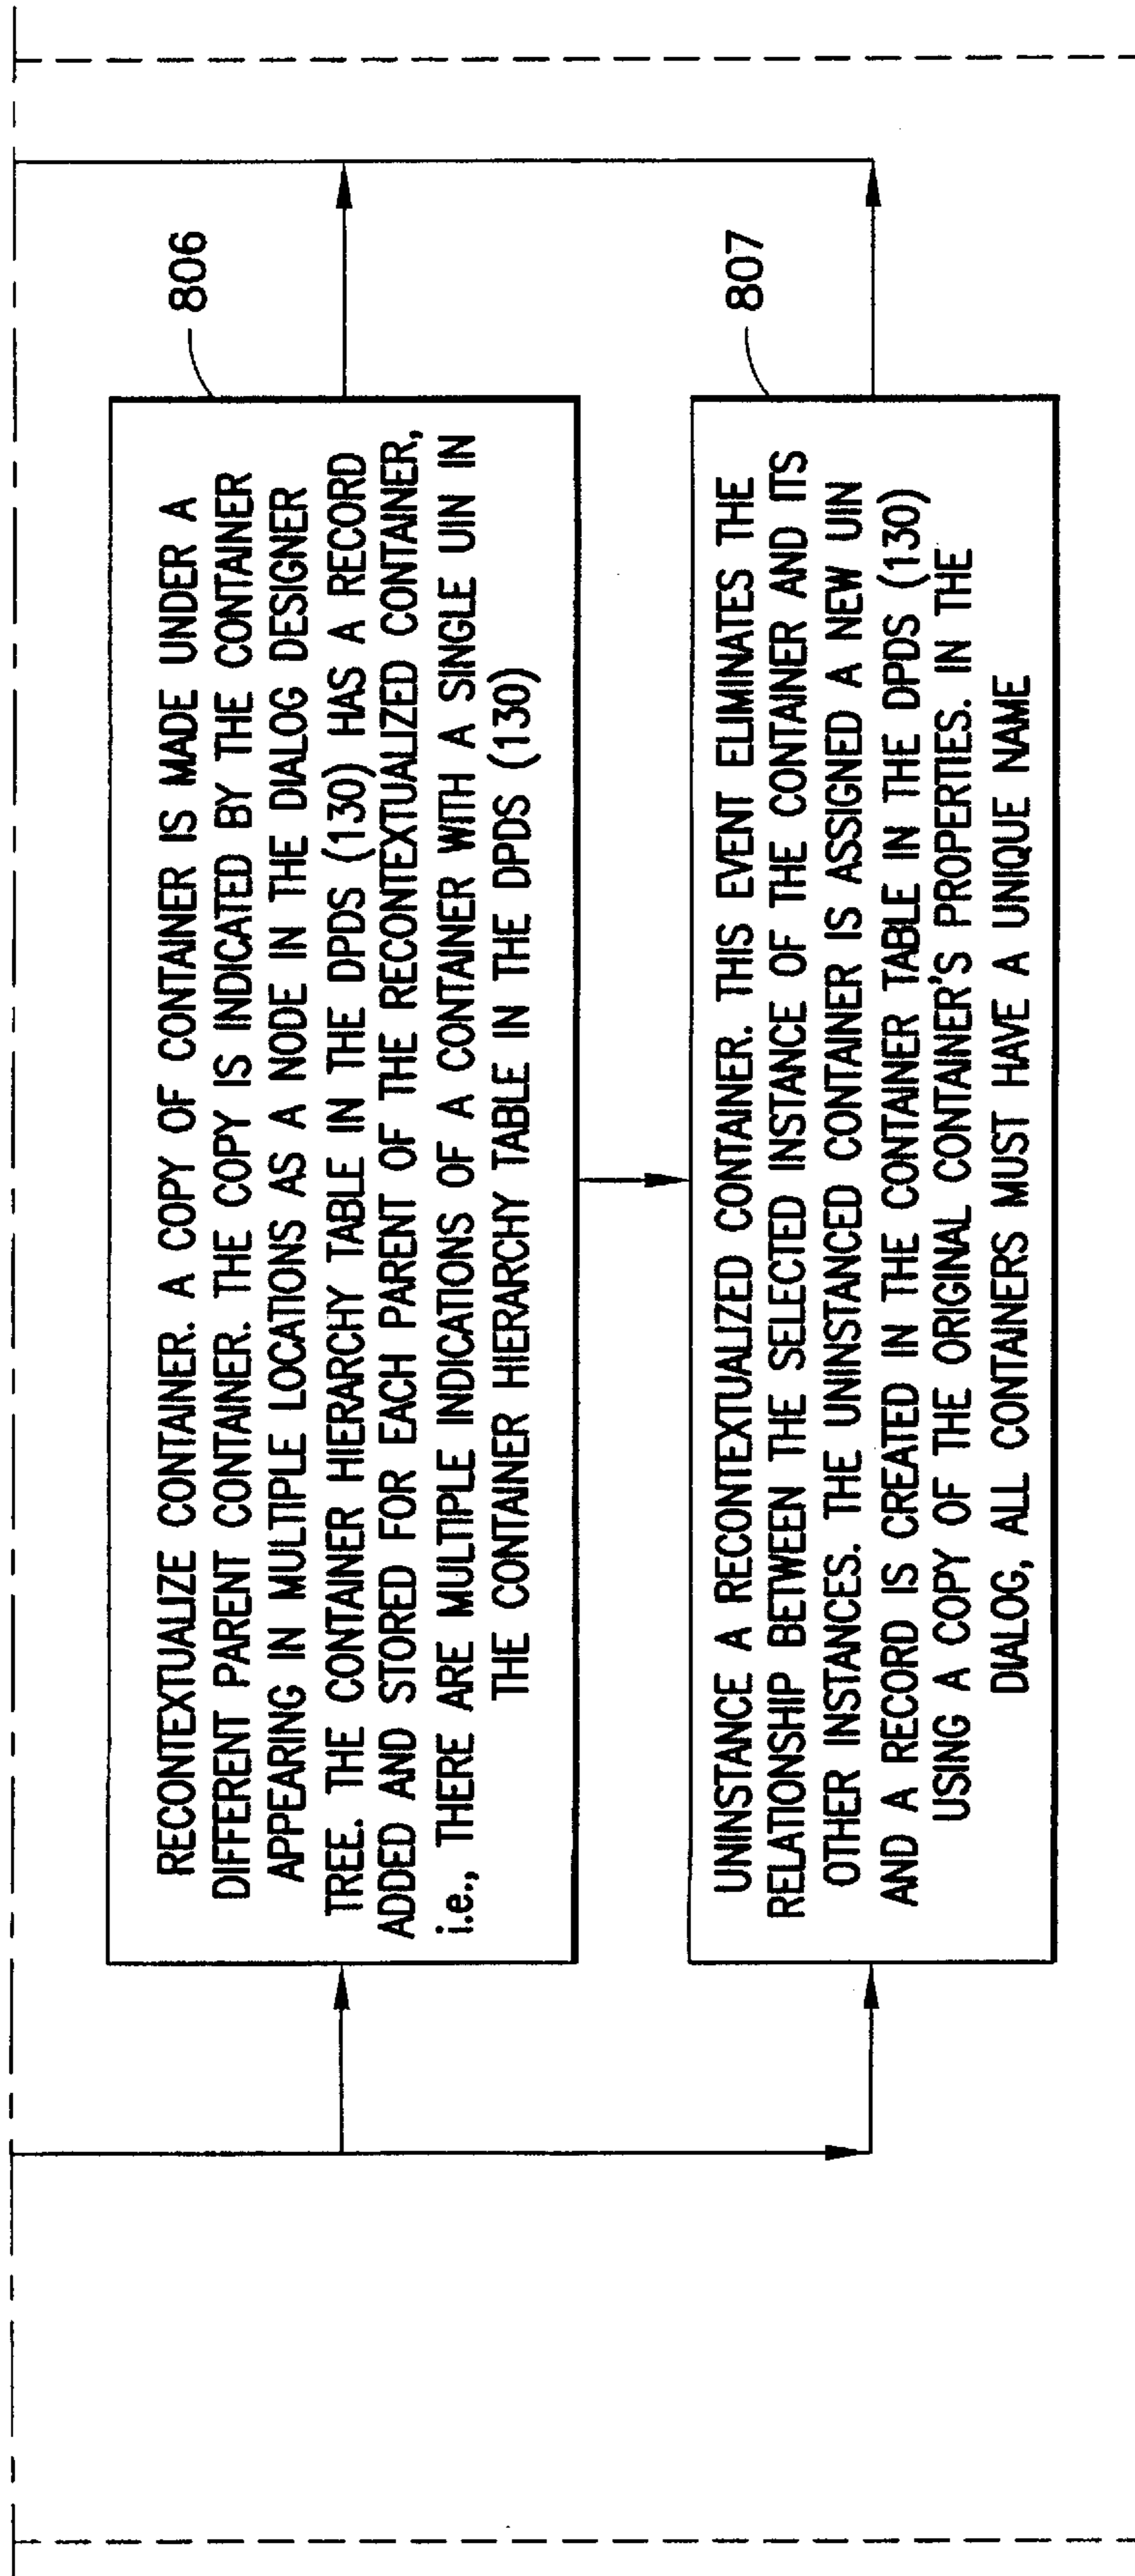 RECONTEXTUALIZE CONTAINER. A COPY OF CONTAINER IS MADE UNDER A
DIFFERENT PARENT CONTAINER. THE COPY IS INDICATED BY THE CONTAINER
APPEARING IN MULTIPLE LOCATIONS AS A NODE IN THE DIALOG DESIGNER
TREE. THE CONTAINER HIERARCHY TABLE IN THE DPDS (130) HAS A RECORD
ADDED AND STORED FOR EACH PARENT OF THE RECONTEXTUALIZED CONTAINER,
i.e., THERE ARE MULTIPLE INDICATIONS OF A CONTAINER WITH A SINGLE UIN IN
THE CONTAINER HIERARCHY TABLE IN THE DPDS (130)
806
UNINSTANCE A RECONTEXTUALIZED CONTAINER. THIS EVENT ELIMINATES THE
RELATIONSHIP BETWEEN THE SELECTED INSTANCE OF THE CONTAINER AND ITS
OTHER INSTANCES. THE UNINSTANCED CONTAINER IS ASSIGNED A NEW UIN
AND A RECORD IS CREATED IN THE CONTAINER TABLE IN THE DPDS (130)
USING A COPY OF THE ORIGINAL CONTAINER'S PROPERTIES. IN THE
DIALOG, ALL CONTAINERS MUST HAVE A UNIQUE NAME
807